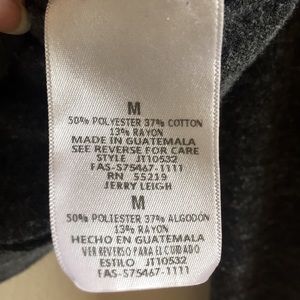 M
50% POLYESTER 37% COTTON
13% RAYON
MADE IN GUATEMALA
SEE REVERSE FOR CARE
STYLE JT10532
FAS-S75467-1111
RN 55219
JERRY LEIGH
M
50% POLIESTER 37% ALGODON
13% RAYON
HECHO EN GUATEMALA
VER REVERSO PARA EL CUIDADO
ESTILO JT10532
FAS-S75467-1111